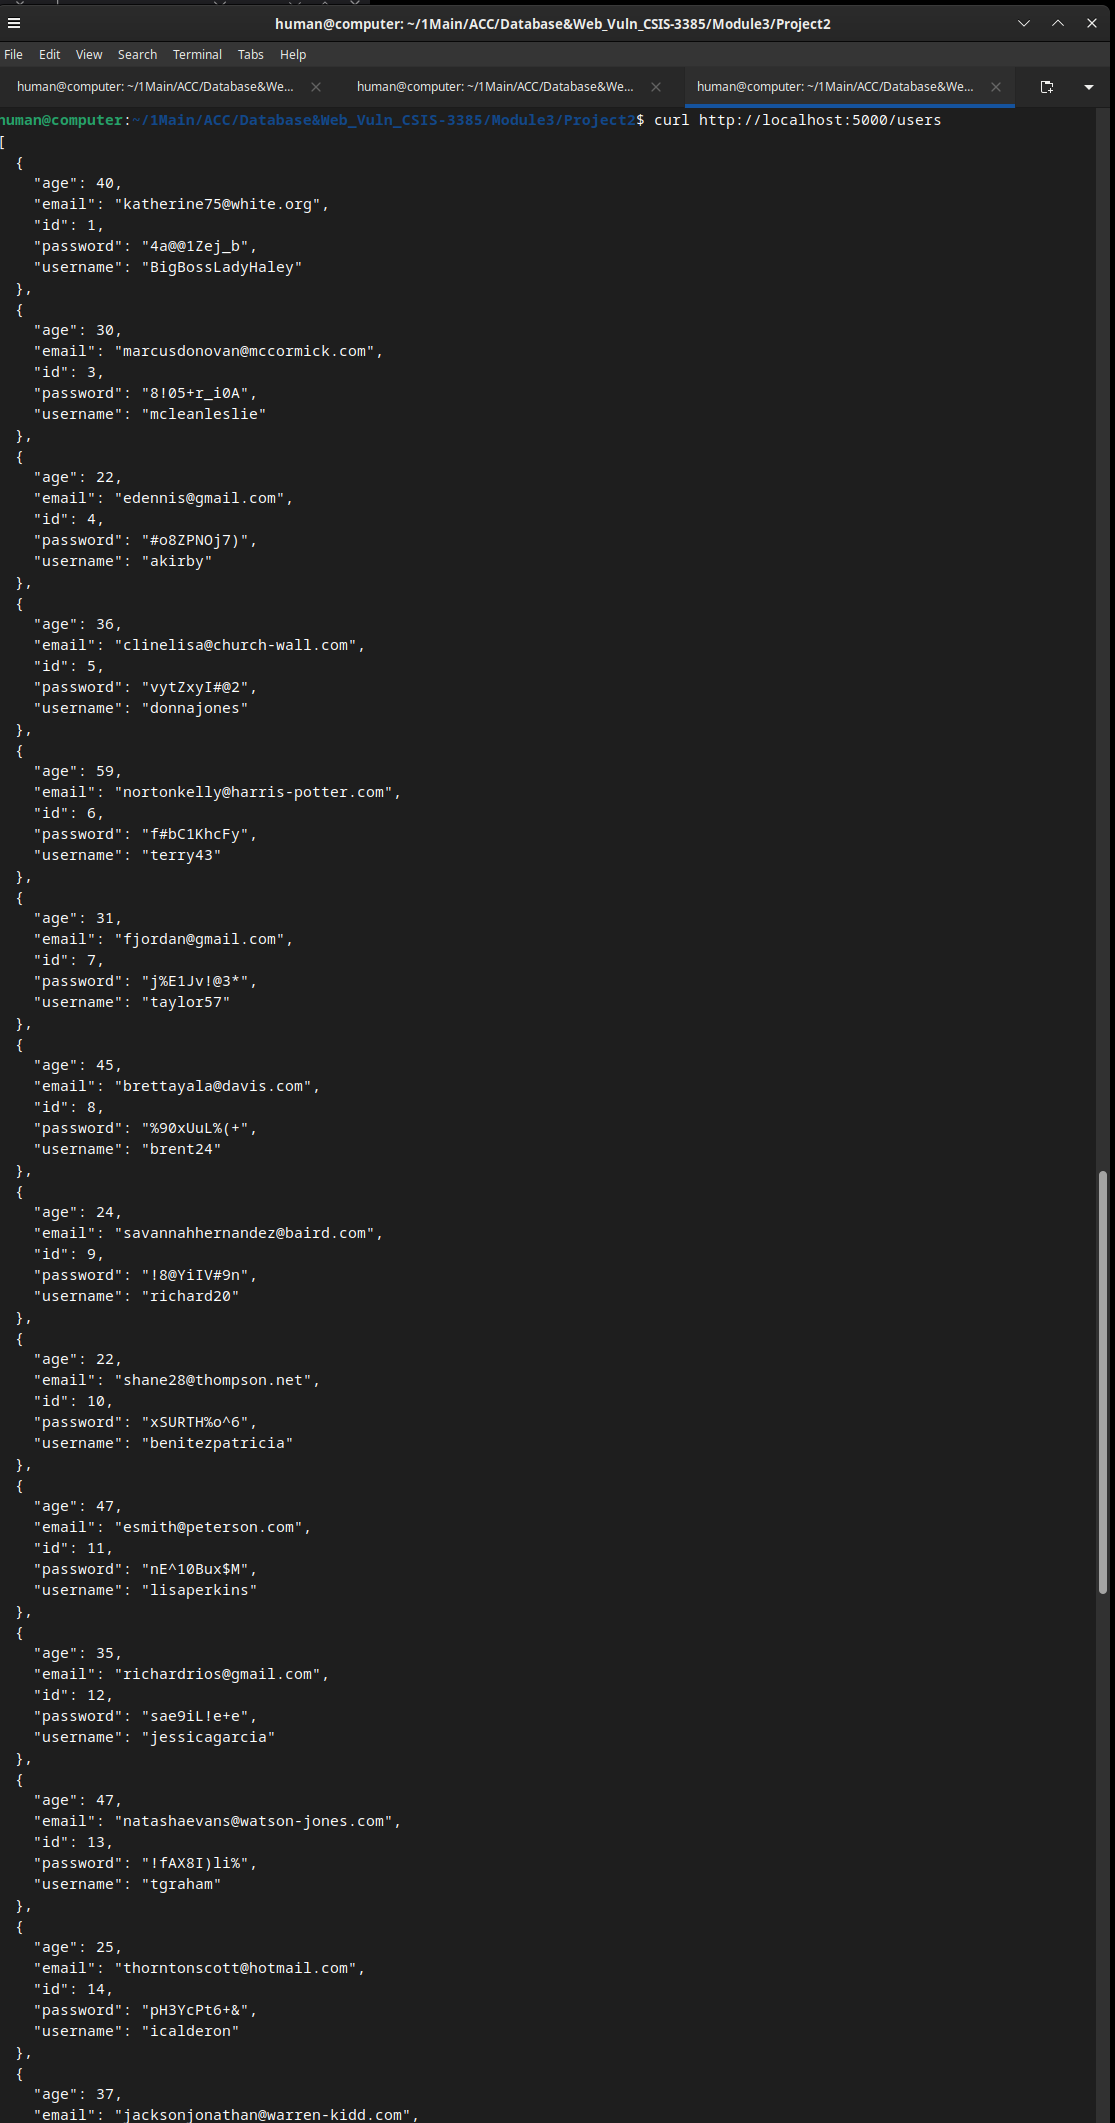 human@computer: ~/1Main/ACC/Database&Web_Vuln_CSIS-3385/Module3/Project2
File Edit View Search Terminal Tabs Help
human@computer: ~/1Main/ACC/Database&We... human@computer: ~/1Main/ACC/Database&We... human@computer: ~/1Main/ACC/Database&We...
human@computer:~/1Main/ACC/Database&Web_Vuln_CSIS-3385/Module3/Project2$ curl http://localhost:5000/users
[
  {
    "age": 40,
    "email": "katherine75@white.org",
    "id": 1,
    "password": "4a@@1Zej_b",
    "username": "BigBossLadyHaley"
  },
  {
    "age": 30,
    "email": "marcusdonovan@mccormick.com",
    "id": 3,
    "password": "8!05+r_i0A",
    "username": "mcleanleslie"
  },
  {
    "age": 22,
    "email": "edennis@gmail.com",
    "id": 4,
    "password": "#o8ZPNOj7)",
    "username": "akirby"
  },
  {
    "age": 36,
    "email": "clinelisa@church-wall.com",
    "id": 5,
    "password": "vytZxyI#@2",
    "username": "donnajones"
  },
  {
    "age": 59,
    "email": "nortonkelly@harris-potter.com",
    "id": 6,
    "password": "f#bC1KhcFy",
    "username": "terry43"
  },
  {
    "age": 31,
    "email": "fjordan@gmail.com",
    "id": 7,
    "password": "j%E1Jv!@3*",
    "username": "taylor57"
  },
  {
    "age": 45,
    "email": "brettayala@davis.com",
    "id": 8,
    "password": "%90xUuL%(+",
    "username": "brent24"
  },
  {
    "age": 24,
    "email": "savannahhernandez@baird.com",
    "id": 9,
    "password": "!8@YiIV#9n",
    "username": "richard20"
  },
  {
    "age": 22,
    "email": "shane28@thompson.net",
    "id": 10,
    "password": "xSURTH%o^6",
    "username": "benitezpatricia"
  },
  {
    "age": 47,
    "email": "esmith@peterson.com",
    "id": 11,
    "password": "nE^10Bux$M",
    "username": "lisaperkins"
  },
  {
    "age": 35,
    "email": "richardrios@gmail.com",
    "id": 12,
    "password": "sae9iL!e+e",
    "username": "jessicagarcia"
  },
  {
    "age": 47,
    "email": "natashaevans@watson-jones.com",
    "id": 13,
    "password": "!fAX8I)li%",
    "username": "tgraham"
  },
  {
    "age": 25,
    "email": "thorntonscott@hotmail.com",
    "id": 14,
    "password": "pH3YcPt6+&",
    "username": "icalderon"
  },
  {
    "age": 37,
    "email": "jacksonjonathan@warren-kidd.com",